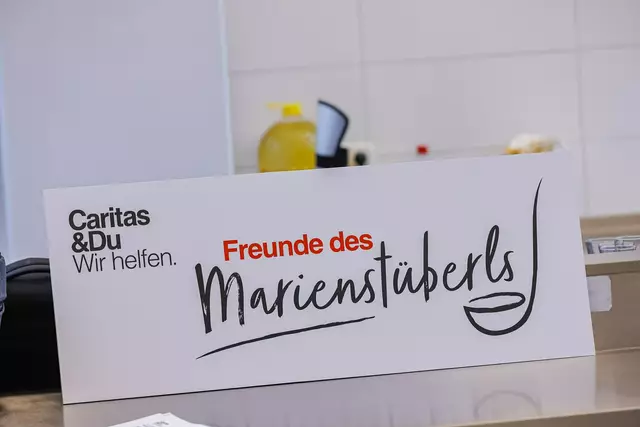 Caritas
&Du
Wir helfen.
Freunde des
Marienstüberls